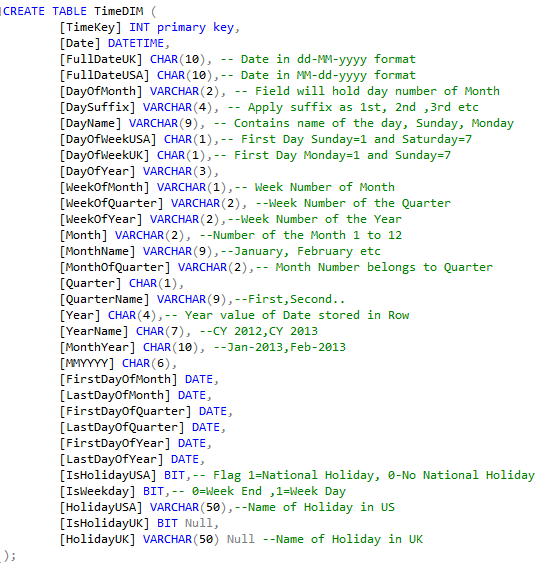 CREATE TABLE TimeDIM (
[TimeKey] INT primary key,
[Date] DATETIME,
[FullDateUK] CHAR(10), -- Date in dd-MM-yyyy format
[FullDateUSA] CHAR(10),-- Date in MM-dd-yyyy format
[DayOfMonth] VARCHAR(2), -- Field will hold day number of Month
[DaySuffix] VARCHAR(4), -- Apply suffix as 1st, 2nd ,3rd etc
[DayName] VARCHAR(9), -- Contains name of the day, Sunday, Monday
[DayOfWeekUSA] CHAR(1),-- First Day Sunday=1 and Saturday=7
[DayOfWeekUK] CHAR(1),-- First Day Monday=1 and Sunday=7
[DayOfYear] VARCHAR(3),
[WeekOfMonth] VARCHAR(1),-- Week Number of Month
[WeekOfQuarter] VARCHAR(2), --Week Number of the Quarter
[WeekOfYear] VARCHAR(2),--Week Number of the Year
[Month] VARCHAR(2), --Number of the Month 1 to 12
[MonthName] VARCHAR(9),--January, February etc
[MonthOfQuarter] VARCHAR(2),-- Month Number belongs to Quarter
[Quarter] CHAR(1),
[QuarterName] VARCHAR(9),--First,Second..
[Year] CHAR(4),-- Year value of Date stored in Row
[YearName] CHAR(7), --CY 2012,CY 2013
[MonthYear] CHAR(10), --Jan-2013,Feb-2013
[MMYYYY] CHAR(6),
[FirstDayOfMonth] DATE,
[LastDayOfMonth] DATE,
[FirstDayOfQuarter] DATE,
[LastDayOfQuarter] DATE,
[FirstDayOfYear] DATE,
[LastDayOfYear] DATE,
[IsHolidayUSA] BIT,-- Flag 1=National Holiday, 0-No National Holiday
[IsWeekday] BIT,-- 0=Week End ,1=Week Day
[HolidayUSA] VARCHAR(50),--Name of Holiday in US
[IsHolidayUK] BIT Null,
[HolidayUK] VARCHAR(50) Null --Name of Holiday in UK
);